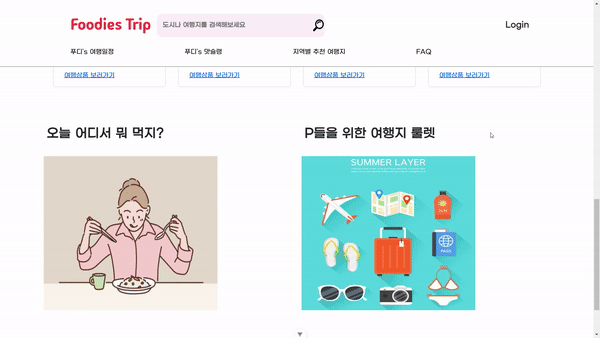 Foodies Trip
도시나 여행지를 검색해보세요
Login
푸디's 여행일정
푸디's 맛슐랭
지역별 추천 여행지
FAQ
여행상품 보러가기
여행상품 보러가기
여행상품 보러가기
여행상품 보러가기
오늘 어디서 뭐 먹지?
P들을 위한 여행지 룰렛
SUMMER LAYER
SUN
PASS